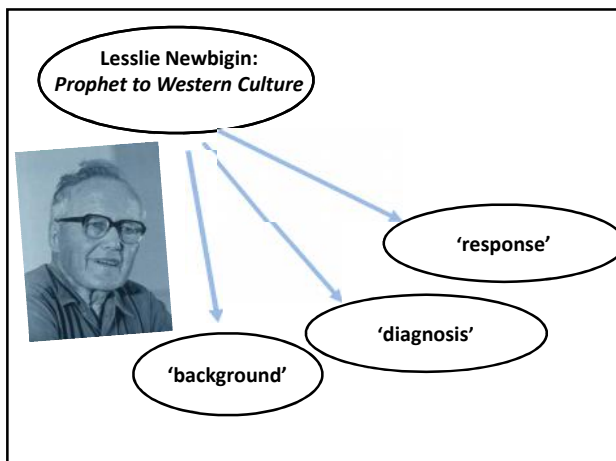 Lesslie Newbigin:
Prophet to Western Culture
‘response’
‘diagnosis’
‘background’